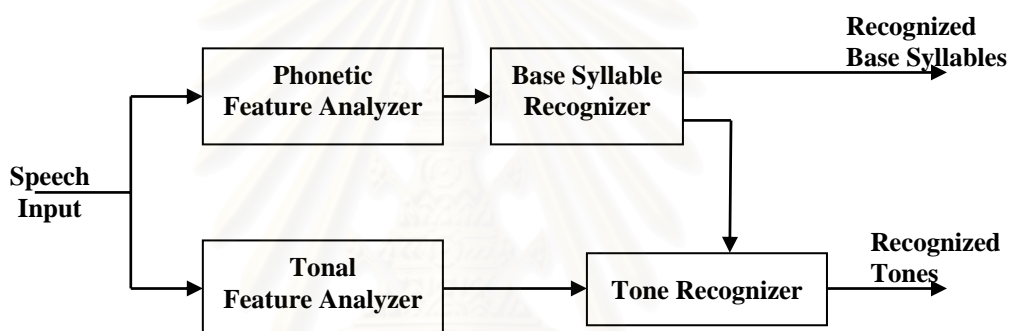 Recognized
Base Syllables
Phonetic
Feature Analyzer
Base Syllable
Recognizer
Speech
Input
Tonal
Feature Analyzer
Tone Recognizer
Recognized
Tones